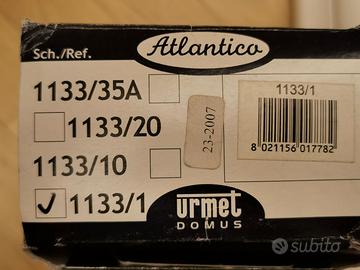 Sch./Ref.
Atlantico
1133/35A
1133/20
1133/10
1133/1
23-2007
1133/1
8 021156 017782
urmet
DOMUS
subito